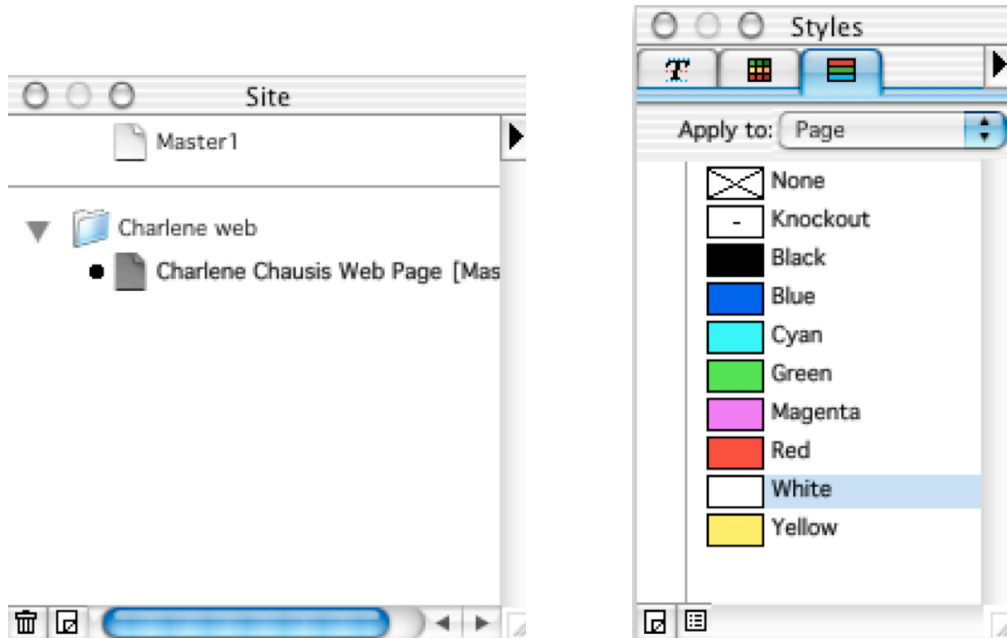 Site
Master1
Charlene web
Charlene Chausis Web Page [Mas
Styles
T
Apply to: Page
None
Knockout
Black
Blue
Cyan
Green
Magenta
Red
White
Yellow